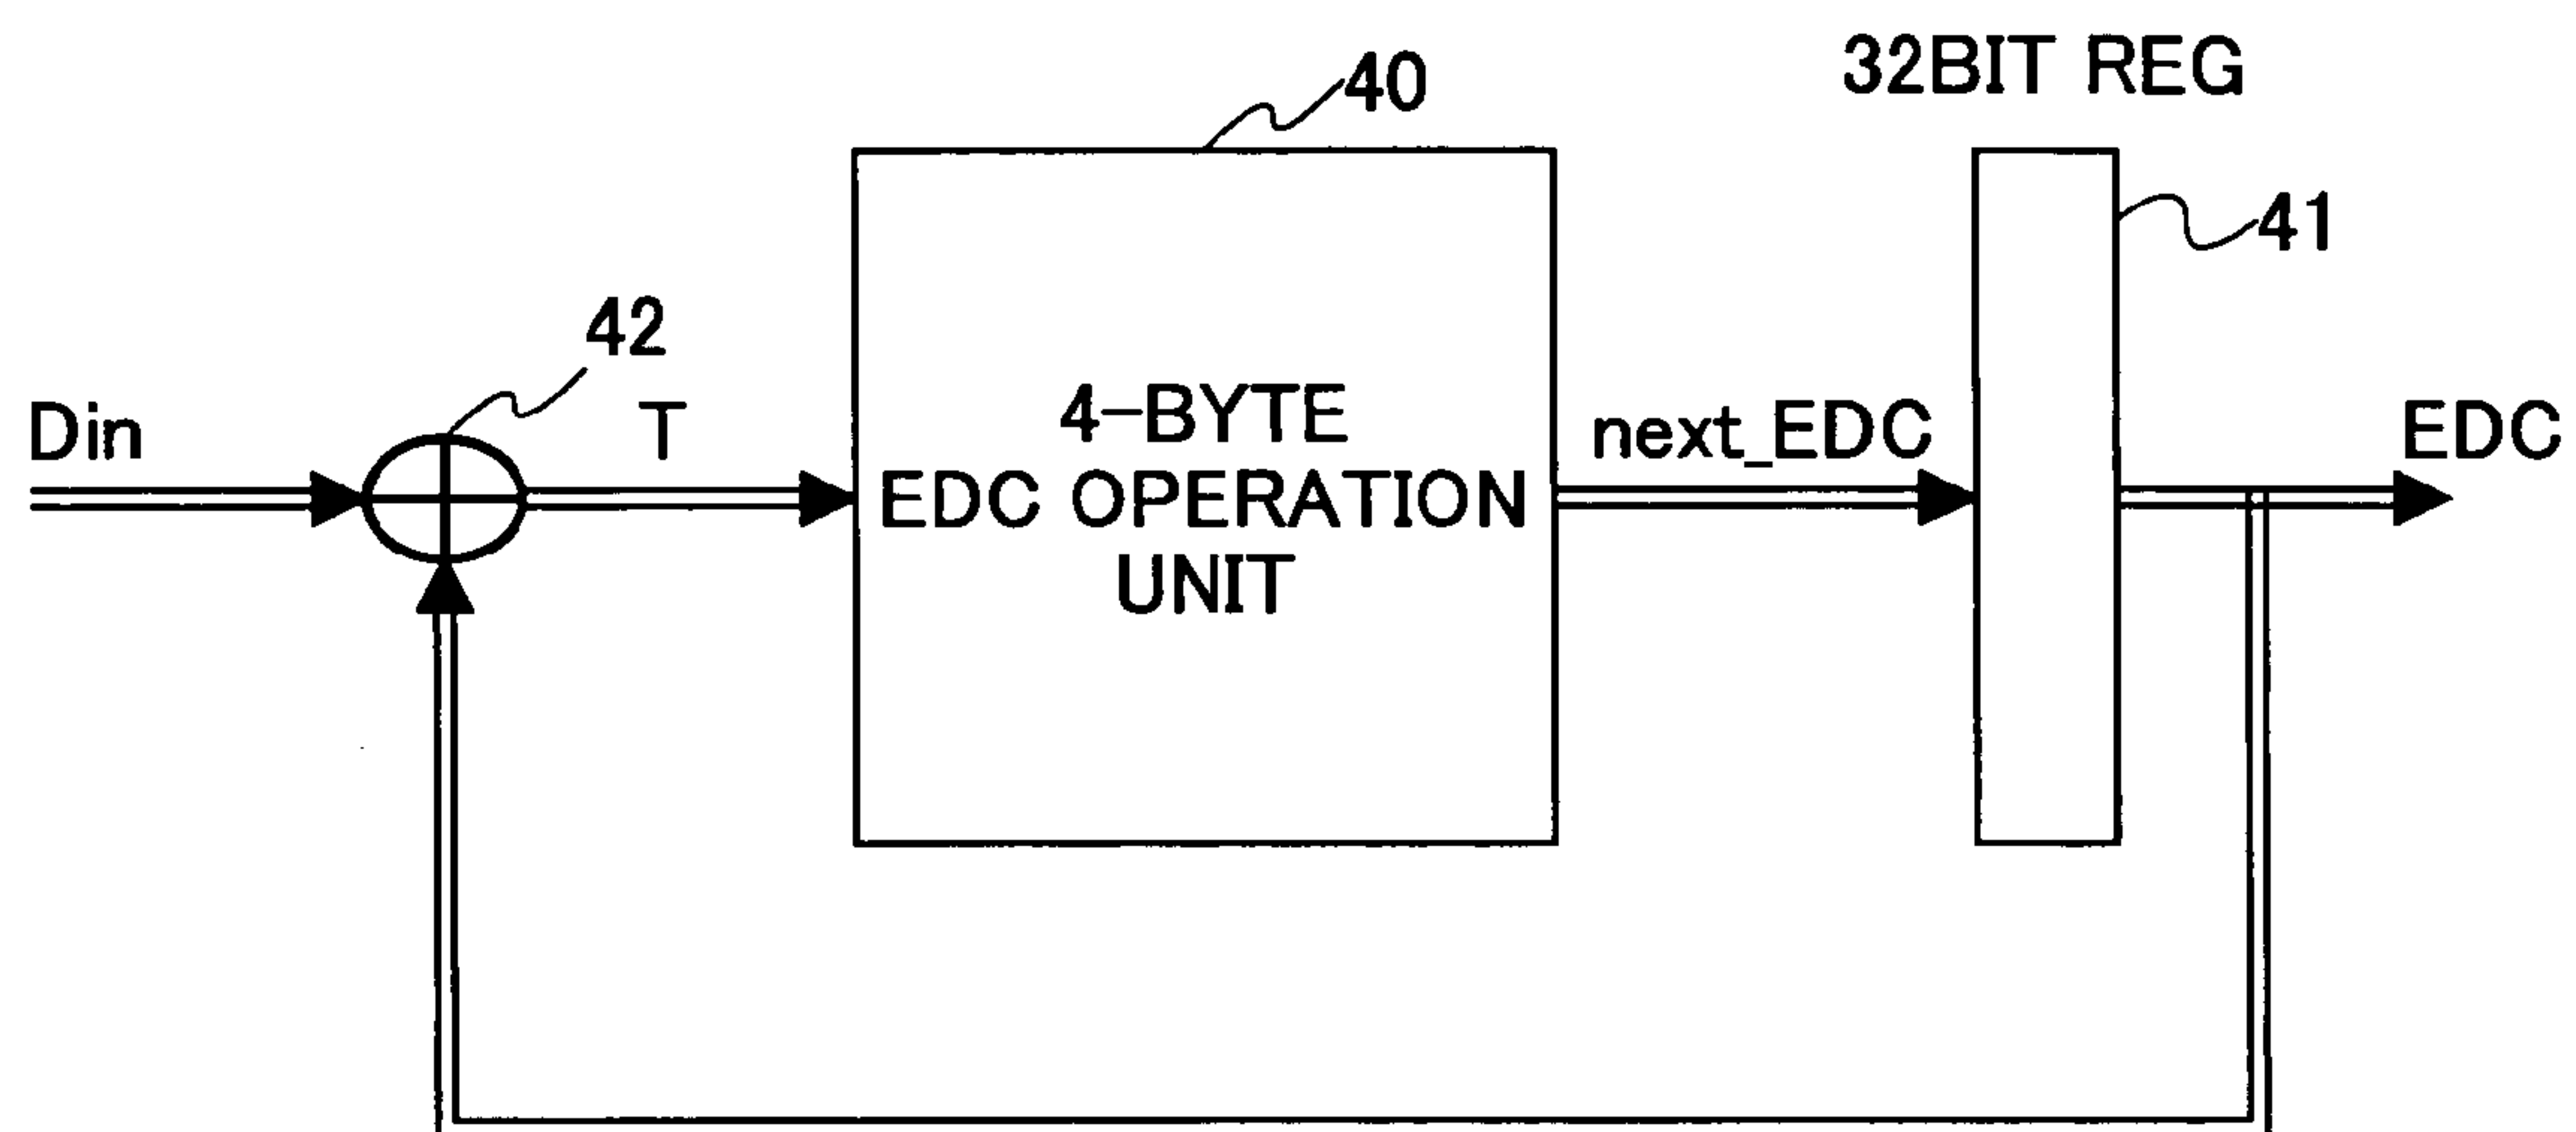 32BIT REG
40
41
42
Din
T
4-BYTE
EDC OPERATION
UNIT
next_EDC
EDC